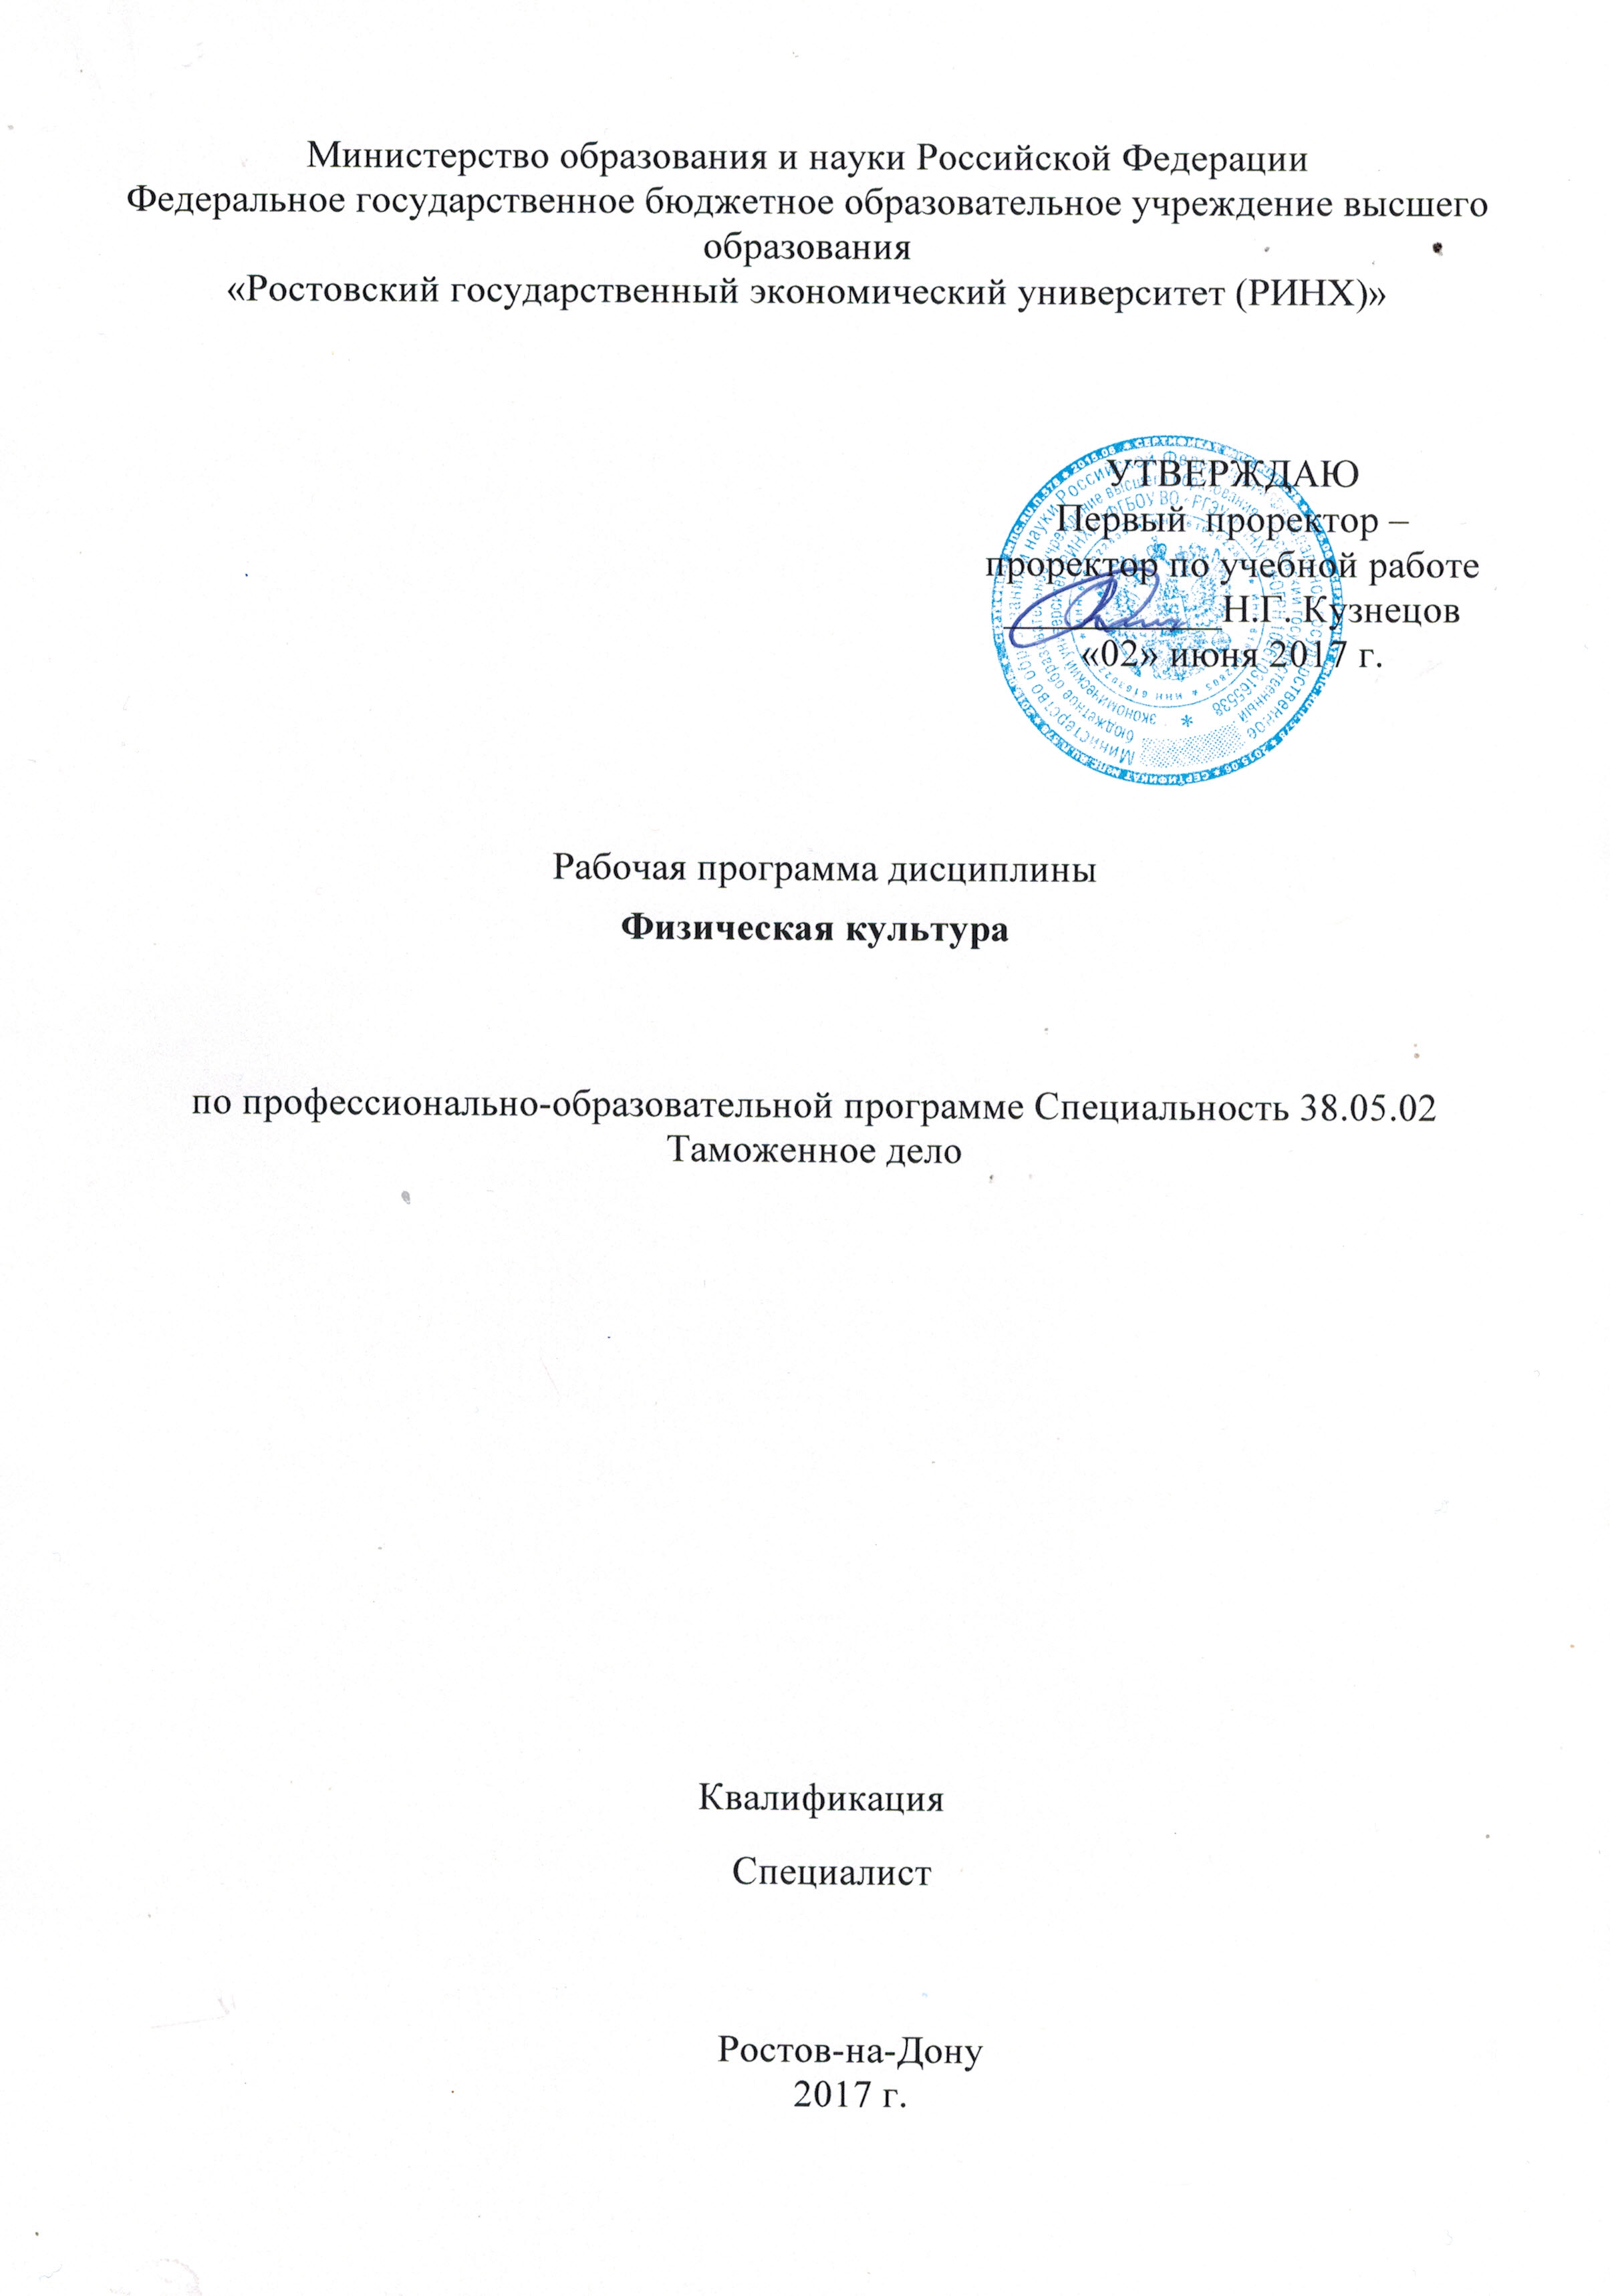 Министерство образования и науки Российской Федерации
Федеральное государственное бюджетное образовательное учреждение высшего
образования
«Ростовский государственный экономический университет (РИНХ)»
УТВЕРЖДАЮ
Первый проректор –
проректор по учебной работе
Н.Г. Кузнецов
«02» июня 2017 г.
Рабочая программа дисциплины
Физическая культура
по профессионально-образовательной программе Специальность 38.05.02
Таможенное дело
Квалификация
Специалист
Ростов-на-Дону
2017 г.